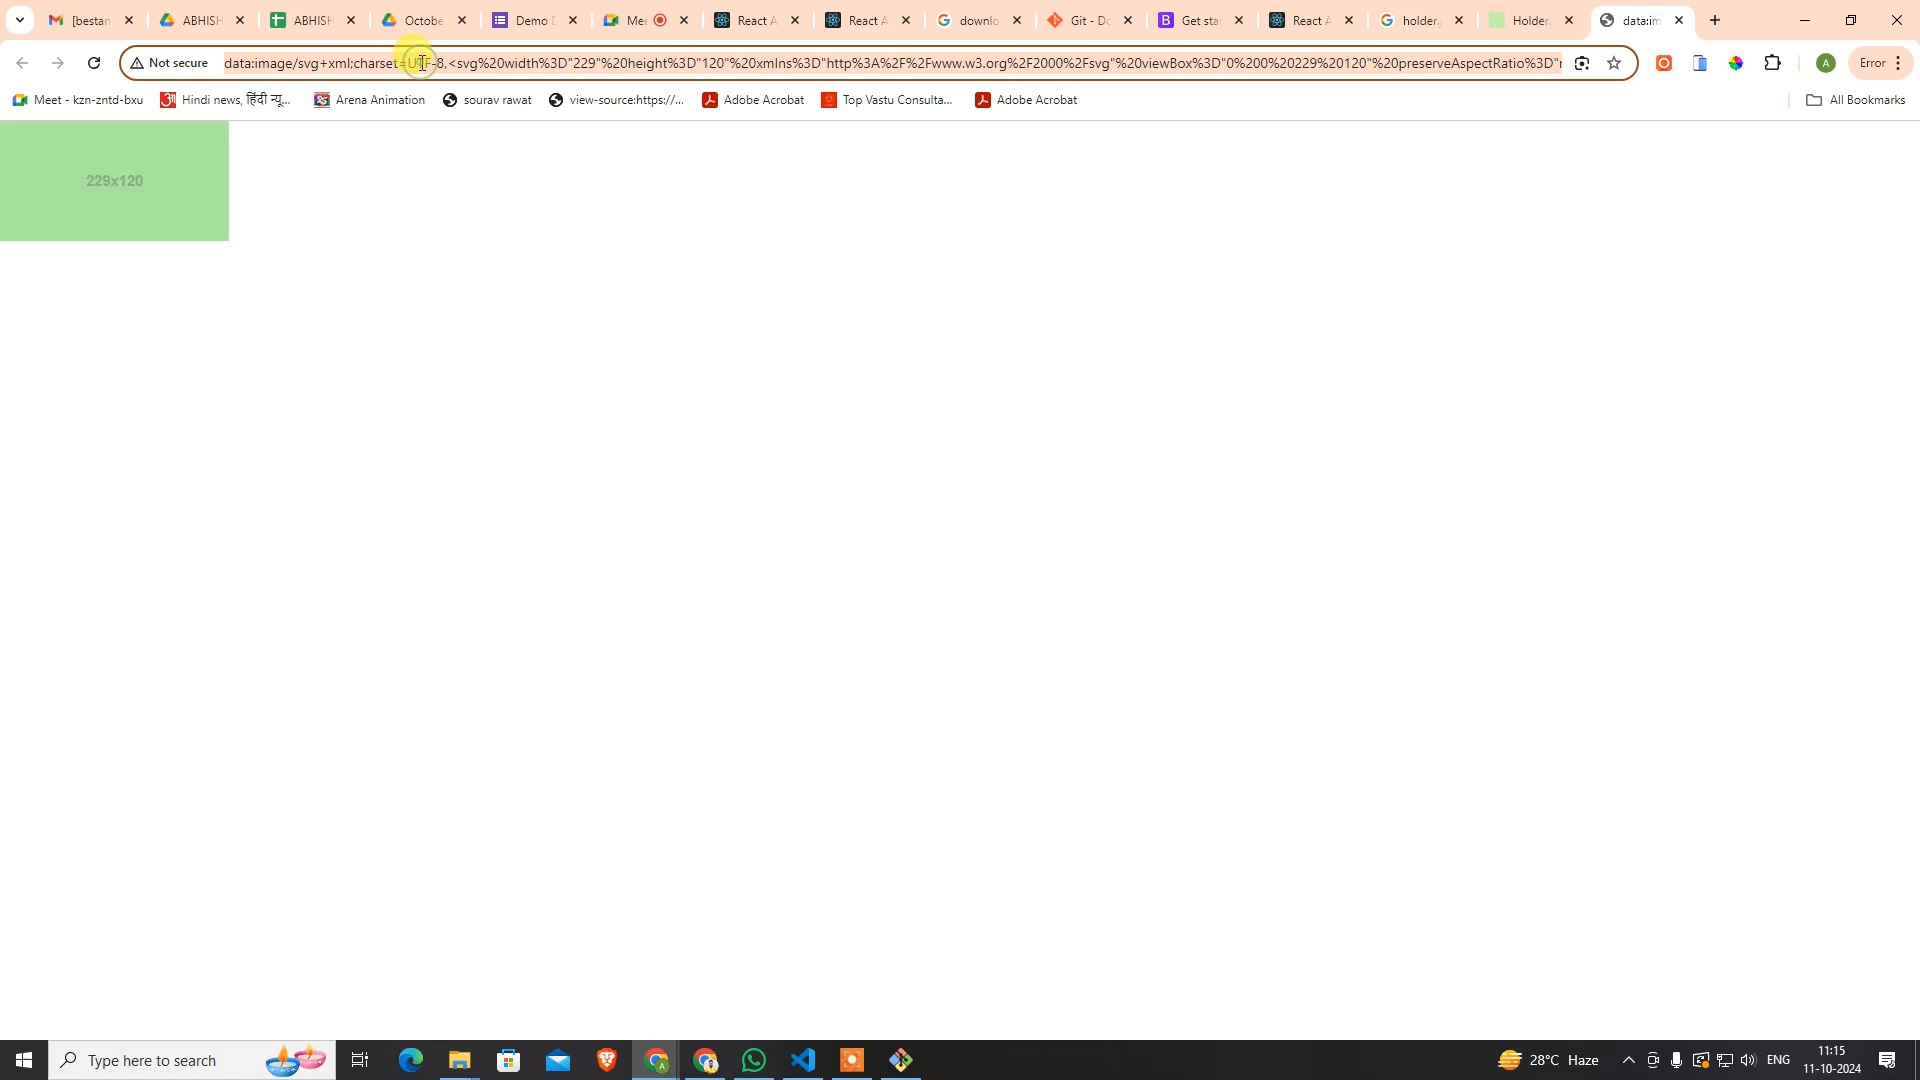 [bestan
ABHISH
ABHISH
Octobe
Demo D
Mee
React A
React A
downlo
Git - Do
Get sta
React A
holder.
Holder.
data:im
Not secure
data:image/svg+xml;charset=UTF-8,<svg%20width%3D"229"%20height%3D"120"%20xmlns%3D"http%3A%2F%2Fwww.w3.org%2F2000%2Fsvg"%20viewBox%3D"0%200%20229%20120"%20preserveAspectRatio%3D"n
A
Error
Meet - kzn-zntd-bxu
Hindi news, हिंदी न्यू...
Arena Animation
sourav rawat
view-source:https://...
Adobe Acrobat
Top Vastu Consulta...
Adobe Acrobat
All Bookmarks
229x120
Type here to search
28°C Haze
ENG
11:15
11-10-2024